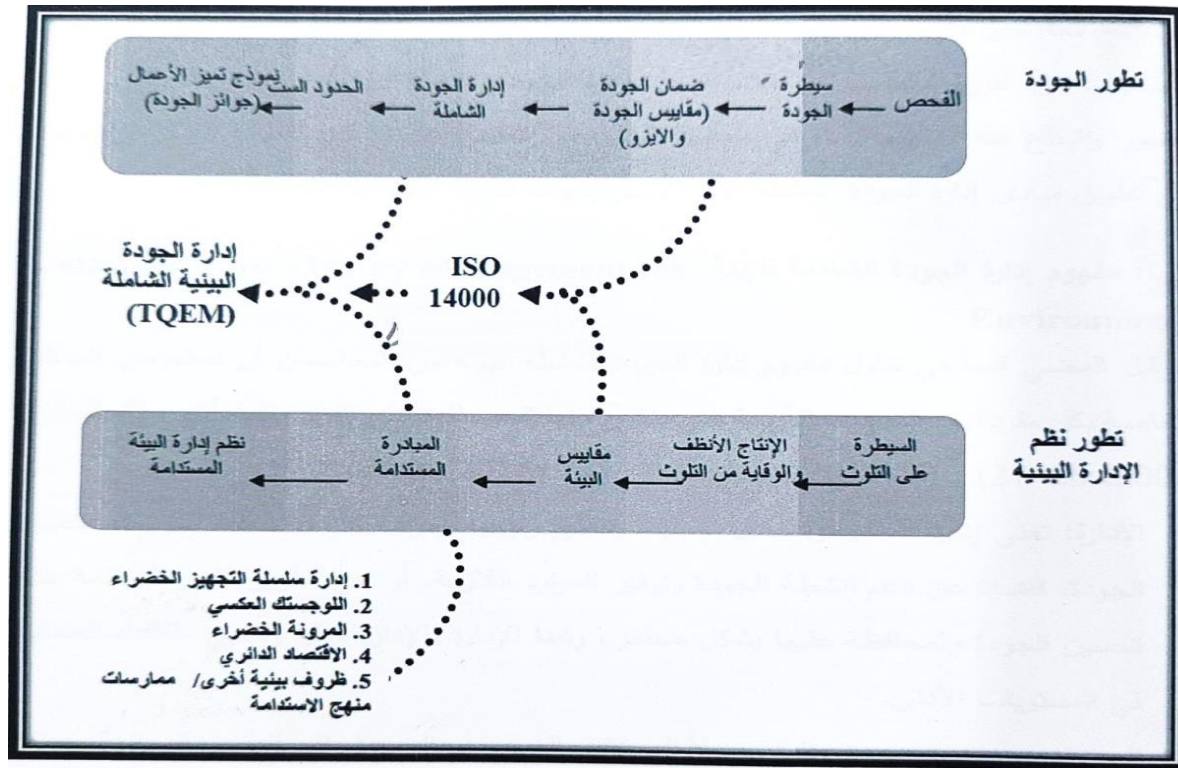 تطور الجودة
الفحص
سيطرة
الجودة
ضمان الجودة
(مقاييس الجودة
والايزو)
إدارة الجودة
الشاملة
الحدود الست
نموذج تميز الأعمال
(جوائز الجودة)
إدارة الجودة
البيئية الشاملة
(TQEM)
ISO
14000
تطور نظم
الإدارة البيئية
السيطرة
على التلوث
الإنتاج الأنظف
والوقاية من التلوث
مقاييس
البيئة
المبادرة
المستدامة
نظم إدارة البيئة
المستدامة
1. إدارة سلسلة التجهيز الخضراء
2. اللوجستك العكسي
3. المرونة الخضراء
4. الاقتصاد الدائري
5. ظروف بيئية أخرى/ ممارسات
منهج الاستدامة